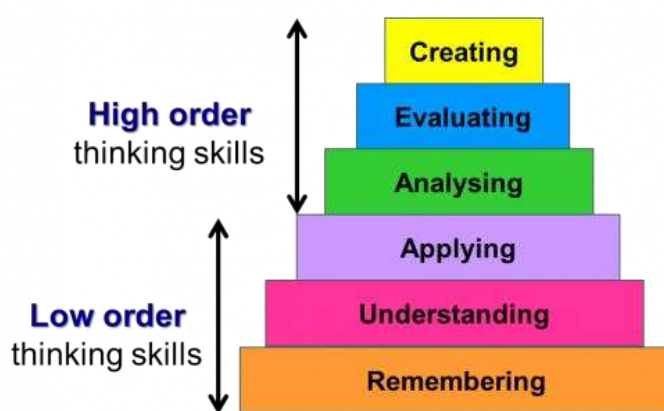 Creating
Evaluating
Analysing
Applying
Understanding
Remembering
High order
thinking skills
Low order
thinking skills